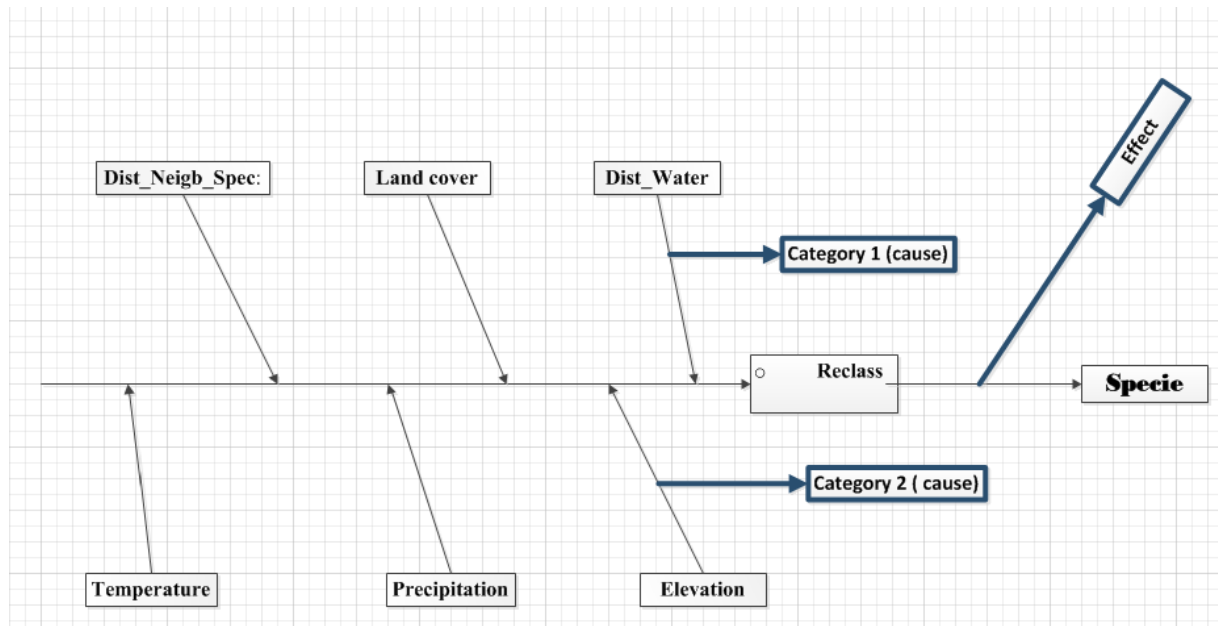 Effect
Dist_Neigb_Spec:
Land cover
Dist_Water
Category 1 (cause)
Reclass
Specie
Category 2 ( cause)
Temperature
Precipitation
Elevation